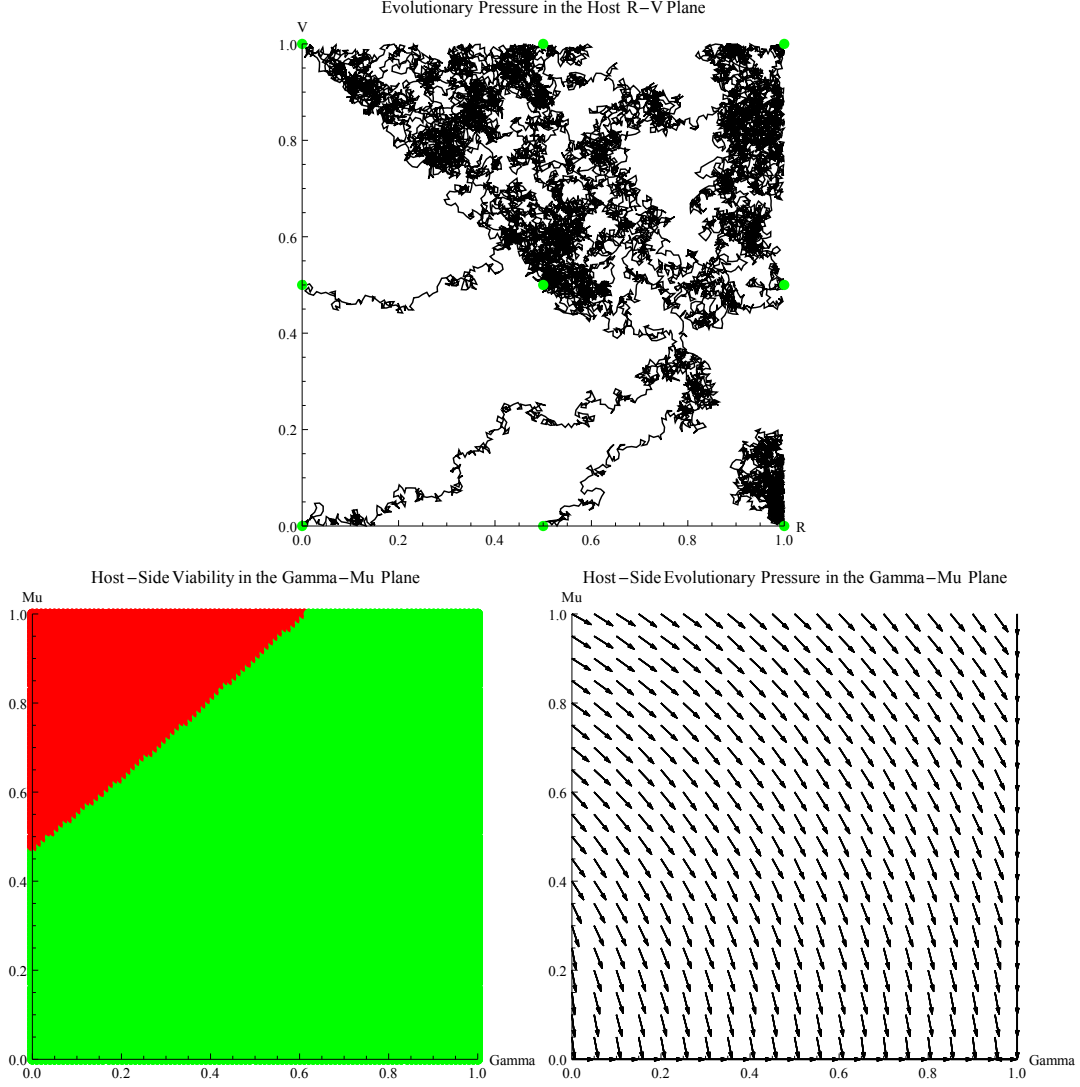 Evolutionary Pressure in the Host R-V Plane
V
1.0
0.8
0.6
0.4
0.2
0.0
R
0.0 0.2 0.4 0.6 0.8 1.0
Host-Side Viability in the Gamma-Mu Plane
Mu
1.0
0.8
0.6
0.4
0.2
0.0
Gamma
0.0 0.2 0.4 0.6 0.8 1.0
Host-Side Evolutionary Pressure in the Gamma-Mu Plane
Mu
1.0
0.8
0.6
0.4
0.2
0.0
Gamma
0.0 0.2 0.4 0.6 0.8 1.0